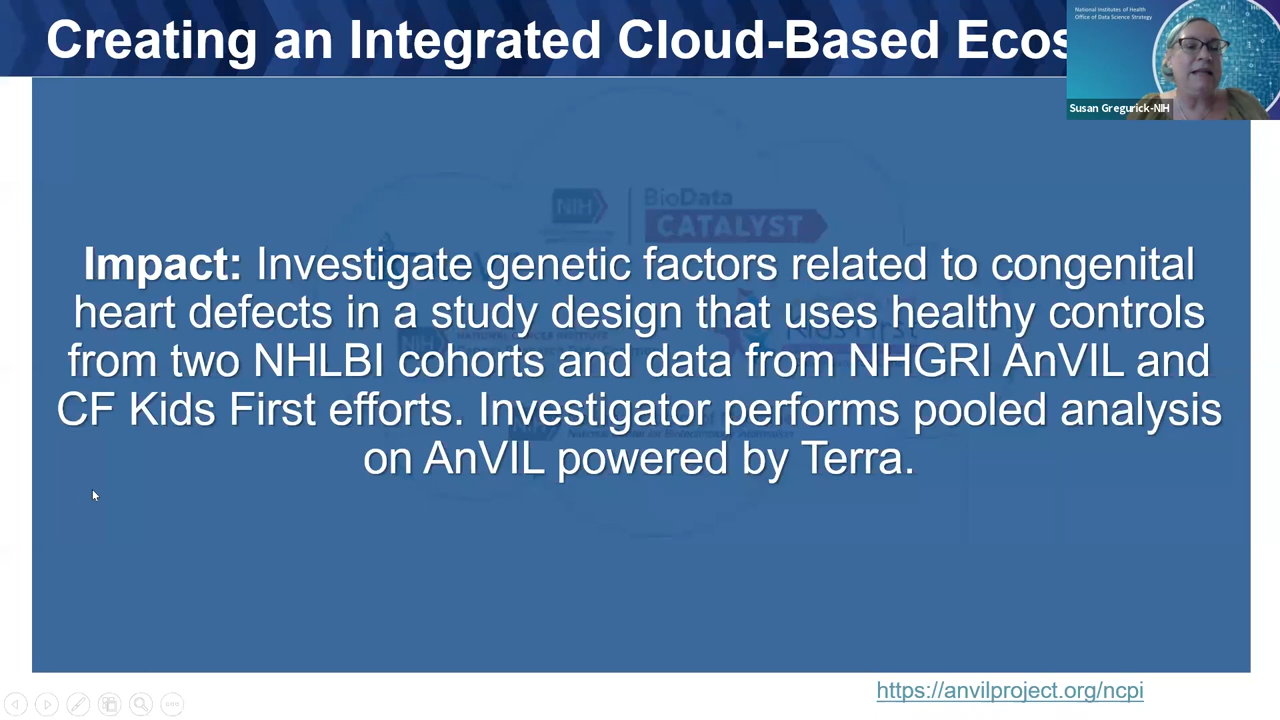 Creating an Integrated Cloud-Based Ecos
National Institutes of Health
Office of Data Science Strategy
Susan Gregurick-NIH
NIH
BioData
CATALYST
Impact: Investigate genetic factors related to congenital
heart defects in a study design that uses healthy controls
from two NHLBI cohorts and data from NHGRI AnVIL and
CF Kids First efforts. Investigator performs pooled analysis
on AnVIL powered by Terra.
https://anvilproject.org/ncpi